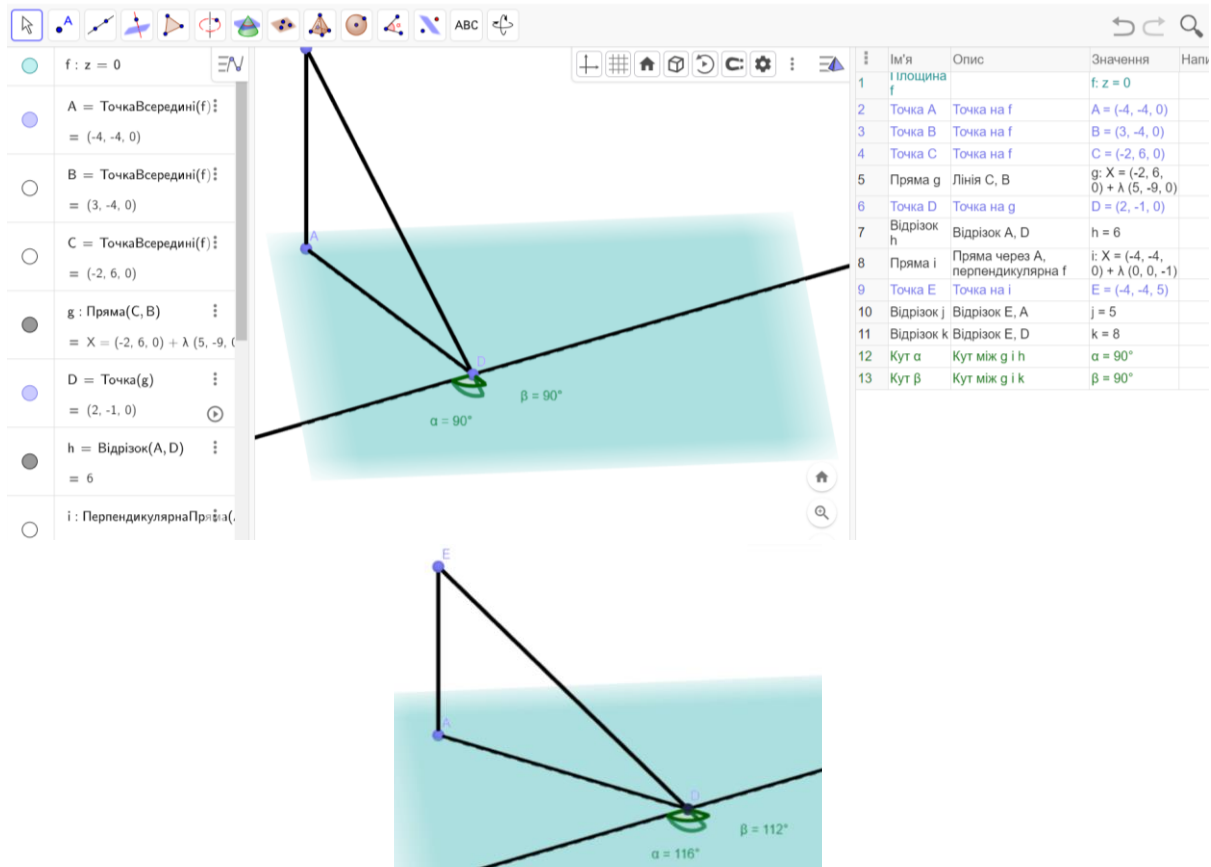 ABC
f : z = 0
A = ТочкаВсередині(f)
= (-4, -4, 0)
B = ТочкаВсередині(f)
= (3, -4, 0)
C = ТочкаВсередині(f)
= (-2, 6, 0)
g : Пряма(C, B)
= X = (-2, 6, 0) + λ (5, -9, 0
D = Точка(g)
= (2, -1, 0)
h = Відрізок(A, D)
= 6
i : ПерпендикулярнаПряма(
A
D
α = 90°
β = 90°
Ім'я Опис Значення Напи
1 Площина f f: z = 0
2 Точка A Точка на f A = (-4, -4, 0)
3 Точка B Точка на f B = (3, -4, 0)
4 Точка C Точка на f C = (-2, 6, 0)
5 Пряма g Лінія C, B g: X = (-2, 6,
0) + λ (5, -9, 0)
6 Точка D Точка на g D = (2, -1, 0)
7 Відрізок h Відрізок A, D h = 6
8 Пряма i Пряма через A, i: X = (-4, -4,
перпендикулярна f 0) + λ (0, 0, -1)
9 Точка E Точка на i E = (-4, -4, 5)
10 Відрізок j Відрізок E, A j = 5
11 Відрізок k Відрізок E, D k = 8
12 Кут α Кут між g і h α = 90°
13 Кут β Кут між g і k β = 90°
E
A
D
β = 112°
α = 116°